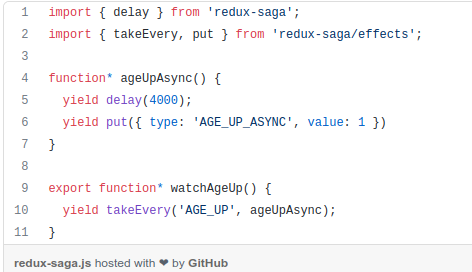 1 import { delay } from 'redux-saga';
2 import { takeEvery, put } from 'redux-saga/effects';
3
4 function* ageUpAsync() {
5   yield delay(4000);
6   yield put({ type: 'AGE_UP_ASYNC', value: 1 })
7 }
8
9 export function* watchAgeUp() {
10   yield takeEvery('AGE_UP', ageUpAsync);
11 }
redux-saga.js hosted with ❤ by GitHub